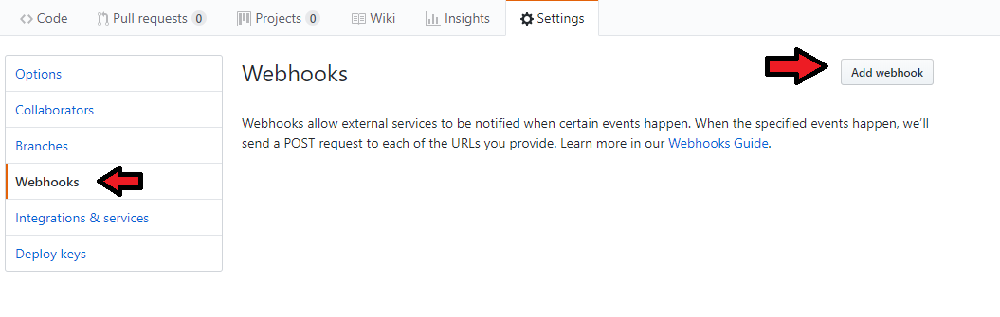 Code Pull requests 0 Projects 0 Wiki Insights Settings
Options
Collaborators
Branches
Webhooks
Integrations & services
Deploy keys
Webhooks
Add webhook
Webhooks allow external services to be notified when certain events happen. When the specified events happen, we'll
send a POST request to each of the URLs you provide. Learn more in our Webhooks Guide.